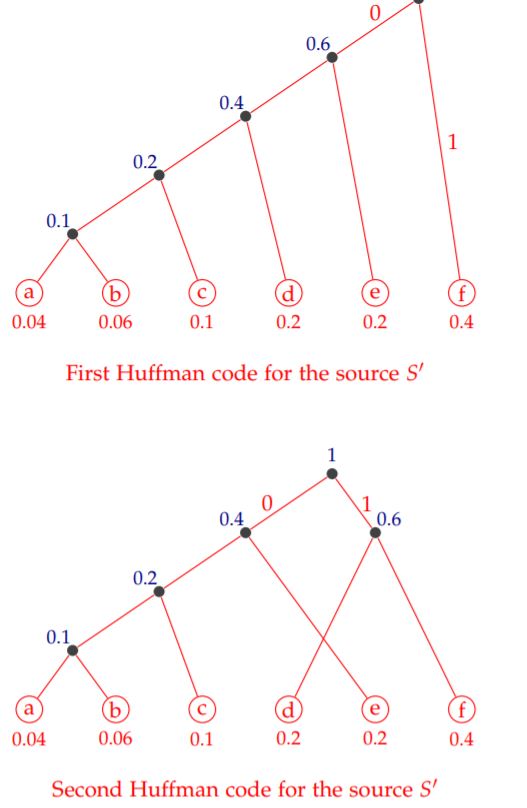 0
0.6
0.4
1
0.2
0.1
a b c d e f
0.04 0.06 0.1 0.2 0.2 0.4
First Huffman code for the source S′
1
0 1
0.4 0.6
0.2
0.1
a b c d e f
0.04 0.06 0.1 0.2 0.2 0.4
Second Huffman code for the source S′